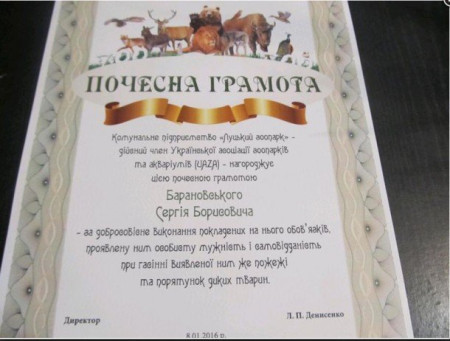 ПОЧЕСНА ГРАМОТА
Комунальне підприємство «Луцький зоопарк» -
дійсний член Української асоціації зоопарків
та акваріумів (UAZA) - нагороджує
цією почесною грамотою
Барановського
Сергія Борисовича
- за добросовісне виконання покладених на нього обов'язків,
проявлену ним особисту мужність і самовідданість
при гасінні виявленої ним же пожежі
та порятунок диких тварин.
Директор Л. П. Денисенко
8.01.2016 р.